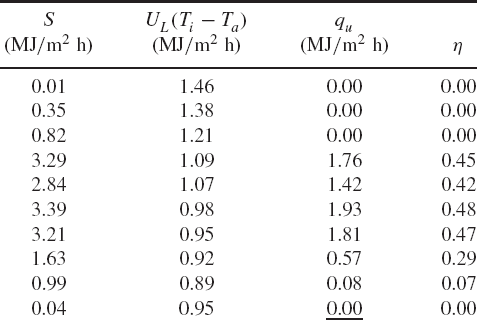 S U_L(T_i − T_a) q_u
(MJ/m² h) (MJ/m² h) (MJ/m² h) η
0.01 1.46 0.00 0.00
0.35 1.38 0.00 0.00
0.82 1.21 0.00 0.00
3.29 1.09 1.76 0.45
2.84 1.07 1.42 0.42
3.39 0.98 1.93 0.48
3.21 0.95 1.81 0.47
1.63 0.92 0.57 0.29
0.99 0.89 0.08 0.07
0.04 0.95 0.00 0.00